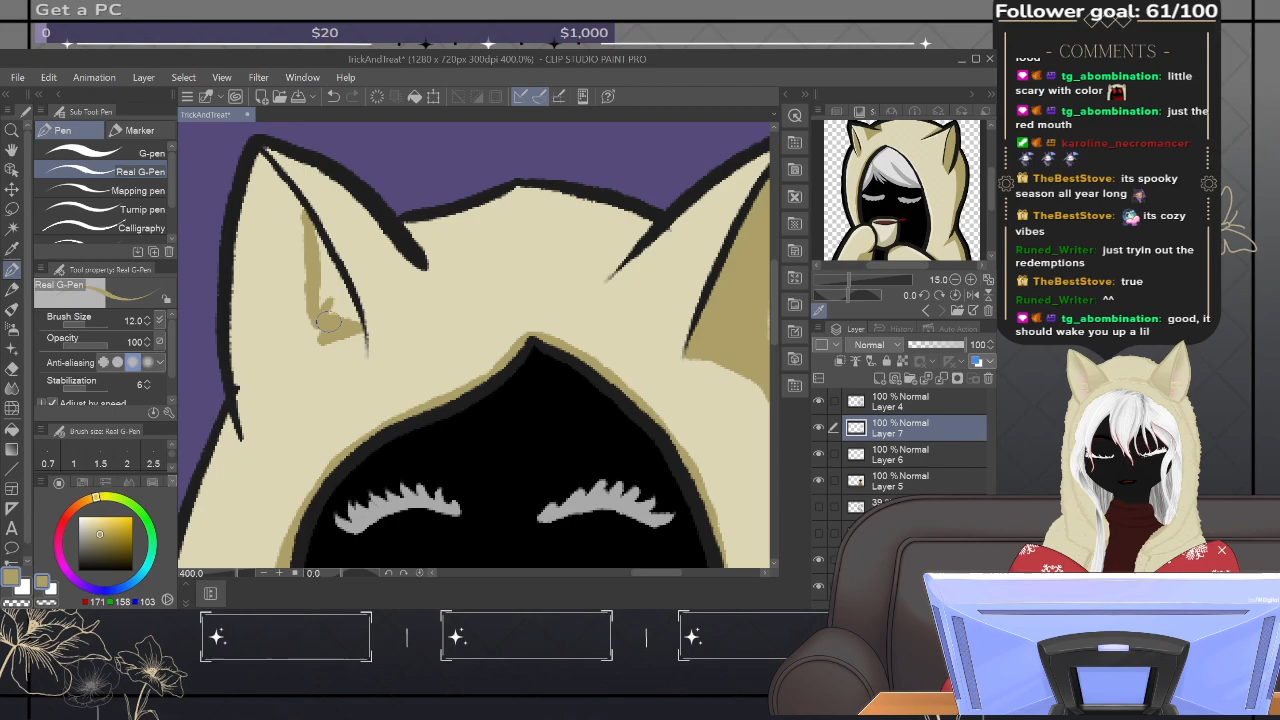 Get a PC
0
$20
$1,000
Follower goal: 61/100
- COMMENTS -
food
tg_abombination: little
scary with color
tg_abombination: just the
red mouth
karoline_necromancer:
TheBestStove: its spooky
season all year long
TheBestStove: its cozy
vibes
Runed_Writer: just tryin out the
redemptions
TheBestStove: true
Runed_Writer: ^^
tg_abombination: good, it
should wake you up a lil
TrickAndTreat* (1280 x 720px 300dpi 400.0%) - CLIP STUDIO PAINT PRO
File Edit Animation Layer Select View Filter Window Help
Sub Tool Pen
TrickAndTreat*
Pen
Marker
G-pen
Real G-Pen
Mapping pen
Turnip pen
Calligraphy
Tool property: Real G-Pen
Real G-Pen
Brush Size 12.0
Opacity 100
Anti-aliasing
Stabilization 6
Adjust by speed
Brush size: Real G-Pen
0.7 1 1.5 2 2.5
171 158 103
400.0
0.0
15.0
0.0
Layer History Auto Action
Normal 100
100 % Normal
Layer 4
100 % Normal
Layer 7
100 % Normal
Layer 6
100 % Normal
Layer 5